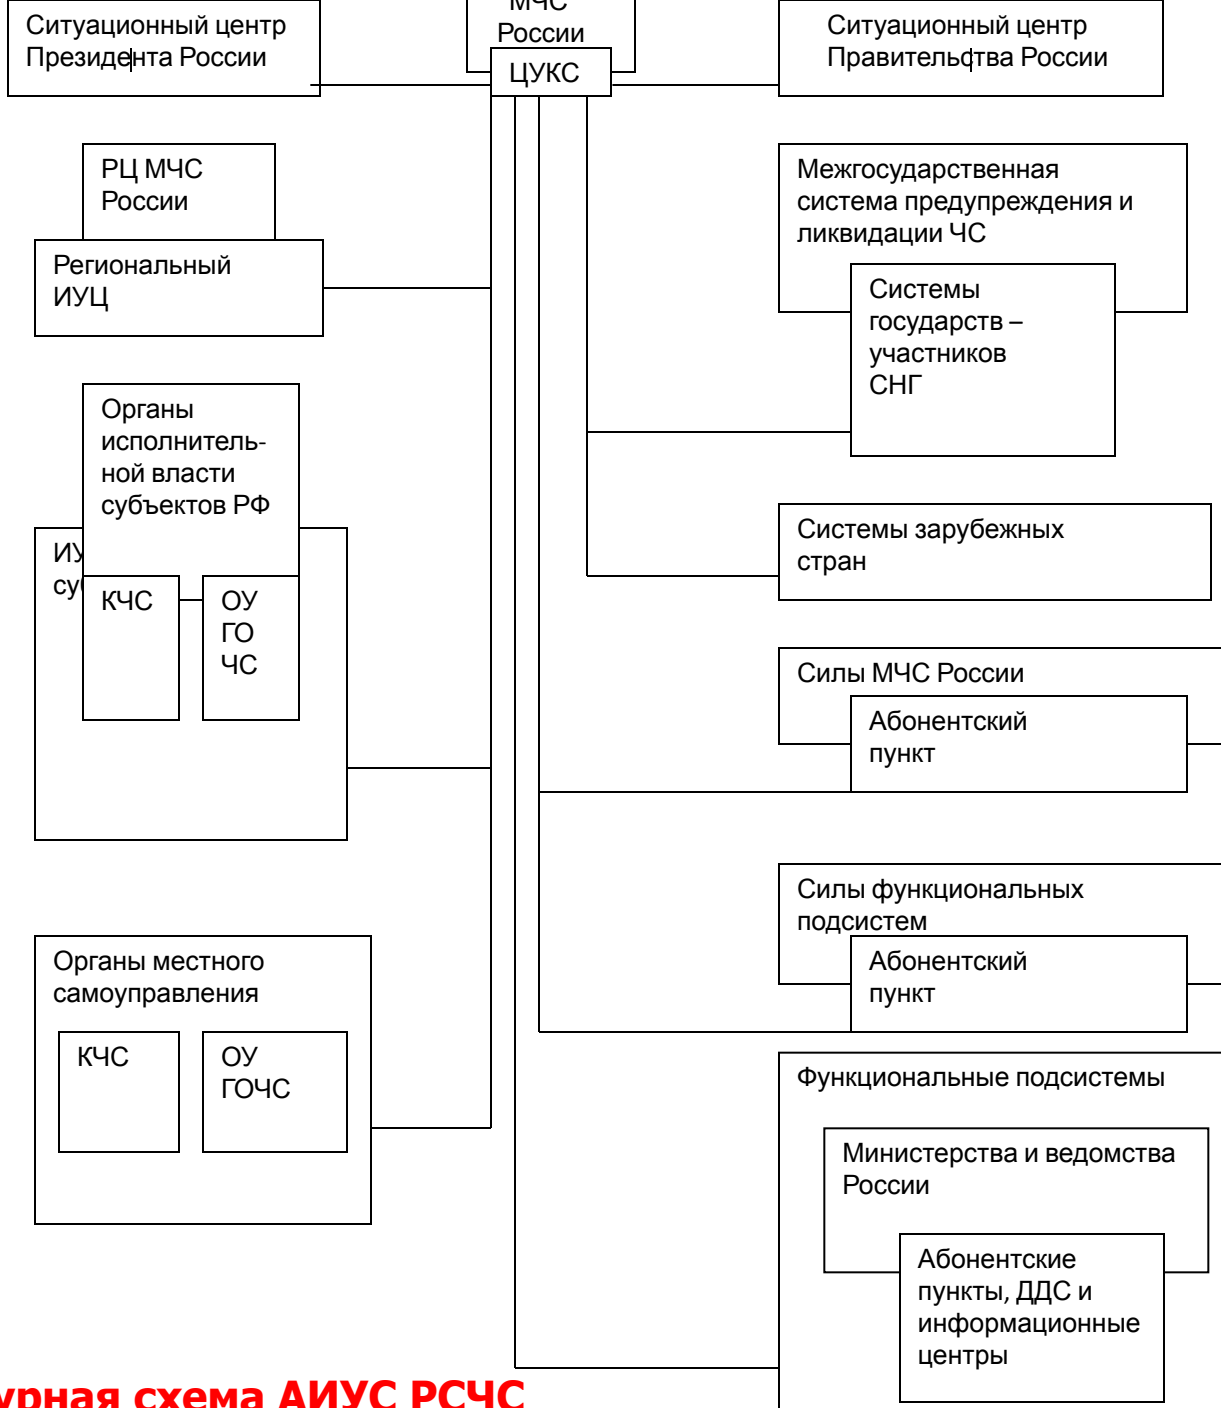 Ситуационный центр
Президента России
МЧС
России
ЦУКС
Ситуационный центр
Правительства России
РЦ МЧС
России
Региональный
ИУЦ
Межгосударственная
система предупреждения и
ликвидации ЧС
Системы
государств –
участников
СНГ
Органы
исполнитель-
ной власти
субъектов РФ
КЧС
ОУ
ГО
ЧС
Системы зарубежных
стран
Силы МЧС России
Абонентский
пункт
Силы функциональных
подсистем
Абонентский
пункт
Органы местного
самоуправления
КЧС
ОУ
ГОЧС
Функциональные подсистемы
Министерства и ведомства
России
Абонентские
пункты, ДДС и
информационные
центры
схема АИУС РСЧС